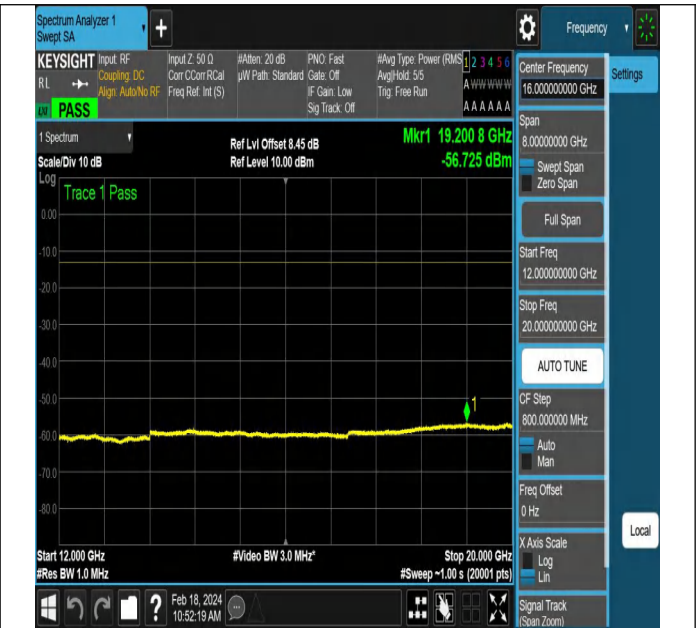 Spectrum Analyzer 1
Swept SA
+
Frequency
KEYSIGHT
RL
PASS
Input: RF
Coupling: DC
Align: Auto/No RF
Input Z: 50 Ω
Corr CCorr RCal
Freq Ref: Int (S)
#Atten: 20 dB
µW Path: Standard
PNO: Fast
Gate: Off
IF Gain: Low
Sig Track: Off
#Avg Type: Power (RMS
Avg|Hold: 5/5
Trig: Free Run
1 2 3 4 5 6
A W W W W W
A A A A A A
Center Frequency
16.000000000 GHz
Settings
Span
8.00000000 GHz
Swept Span
Zero Span
Full Span
Start Freq
12.000000000 GHz
Stop Freq
20.000000000 GHz
AUTO TUNE
CF Step
800.000000 MHz
Auto
Man
Freq Offset
0 Hz
X Axis Scale
Log
Lin
Signal Track
(Span Zoom)
Local
1 Spectrum
Scale/Div 10 dB
Ref Lvl Offset 8.45 dB
Ref Level 10.00 dBm
Mkr1 19.200 8 GHz
-56.725 dBm
Log
Trace 1 Pass
0.00
-10.0
-20.0
-30.0
-40.0
-50.0
-60.0
-70.0
-80.0
1
Start 12.000 GHz
#Res BW 1.0 MHz
#Video BW 3.0 MHz*
Stop 20.000 GHz
#Sweep ~1.00 s (20001 pts)
?
Feb 18, 2024
10:52:19 AM